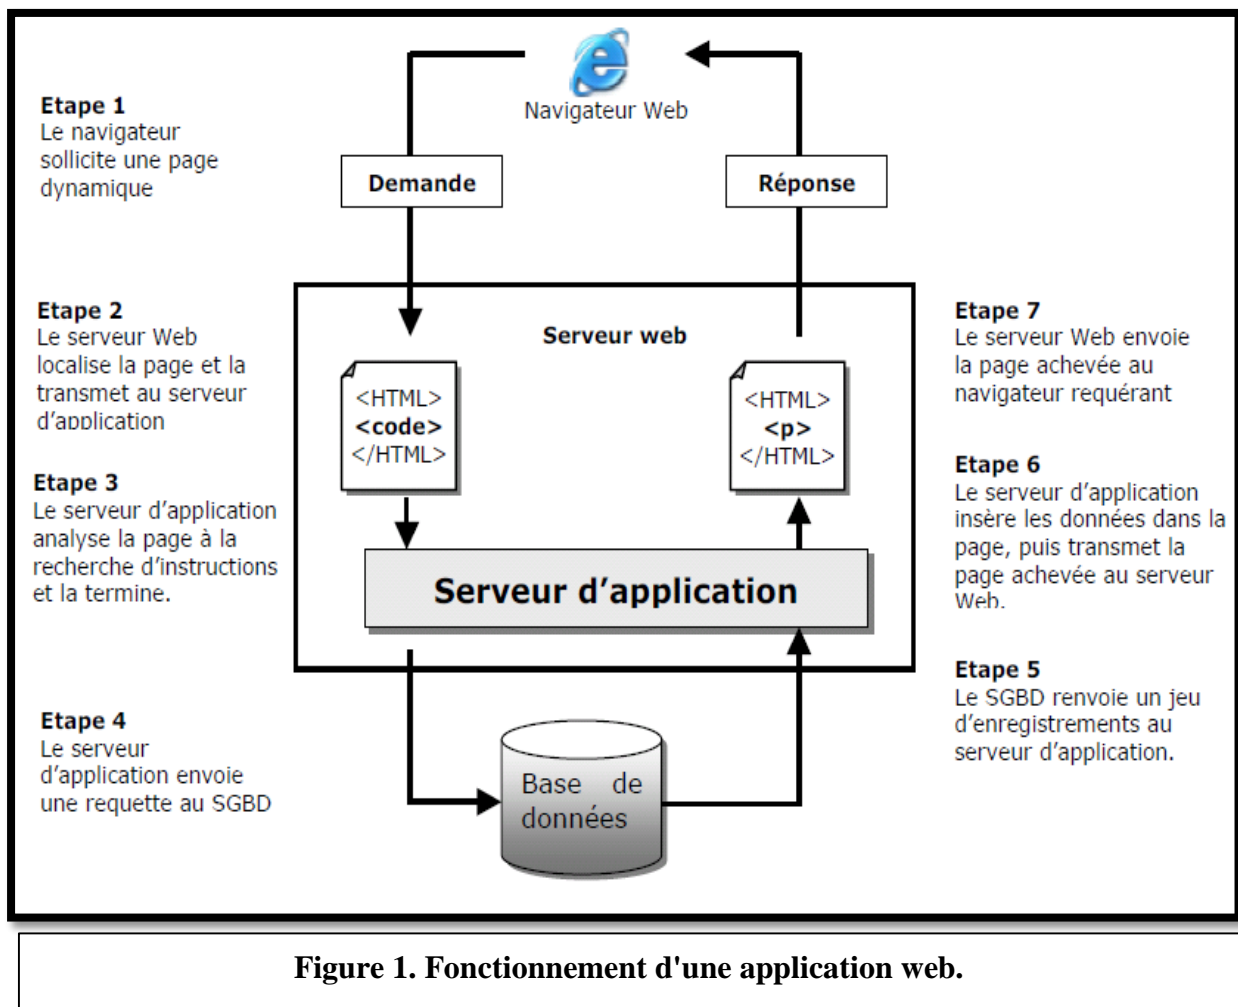 Navigateur Web
Etape 1
Le navigateur
sollicite une page
dynamique
Demande
Réponse
Etape 2
Le serveur Web
localise la page et la
transmet au serveur
d'application
Serveur web
<HTML>
<code>
</HTML>
<HTML>
<p>
</HTML>
Etape 7
Le serveur Web envoie
la page achevée au
navigateur requérant
Etape 3
Le serveur d'application
analyse la page à la
recherche d'instructions
et la termine.
Etape 6
Le serveur d'application
insère les données dans la
page, puis transmet la
page achevée au serveur
Web.
Serveur d'application
Etape 4
Le serveur
d'application envoie
une requette au SGBD
Base de
données
Etape 5
Le SGBD renvoie un jeu
d'enregistrements au
serveur d'application.
Figure 1. Fonctionnement d'une application web.